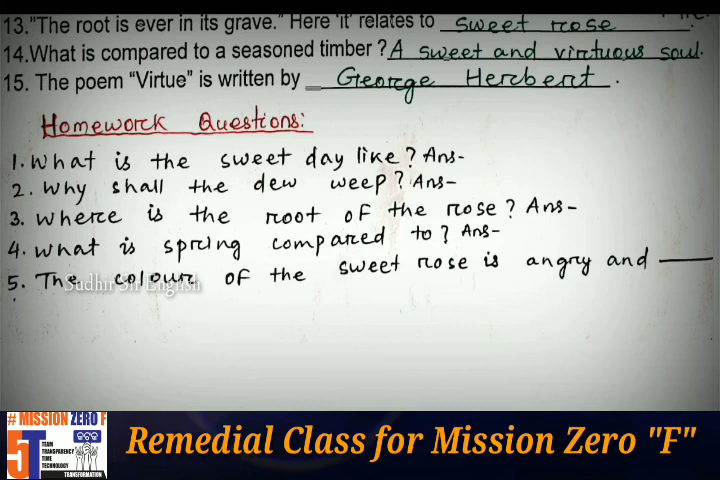 13."The root is ever in its grave." Here 'it' relates to sweet rose.
14.What is compared to a seasoned timber ? A sweet and virtuous soul.
15. The poem “Virtue” is written by George Herbert.
Homework Questions:
1. What is the sweet day like? Ans-
2. Why shall the dew weep? Ans-
3. Where is the root of the rose? Ans-
4. What is spring compared to? Ans-
5. The colour of the sweet rose is angry and ____
Sudhir Sir English
# MISSION ZERO F
5T
TEAM
TRANSPARENCY
TIME
TECHNOLOGY
TRANSFORMATION
Remedial Class for Mission Zero "F"